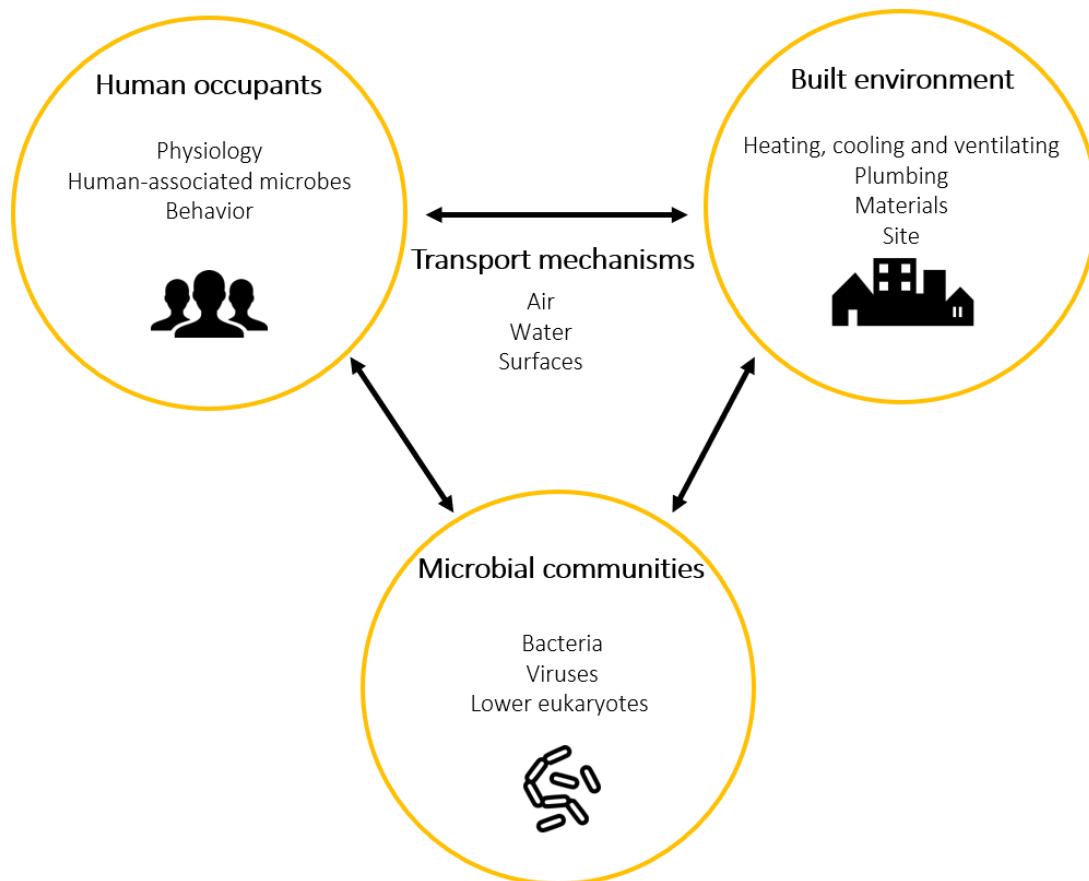 Human occupants
Physiology
Human-associated microbes
Behavior
Built environment
Heating, cooling and ventilating
Plumbing
Materials
Site
Transport mechanisms
Air
Water
Surfaces
Microbial communities
Bacteria
Viruses
Lower eukaryotes